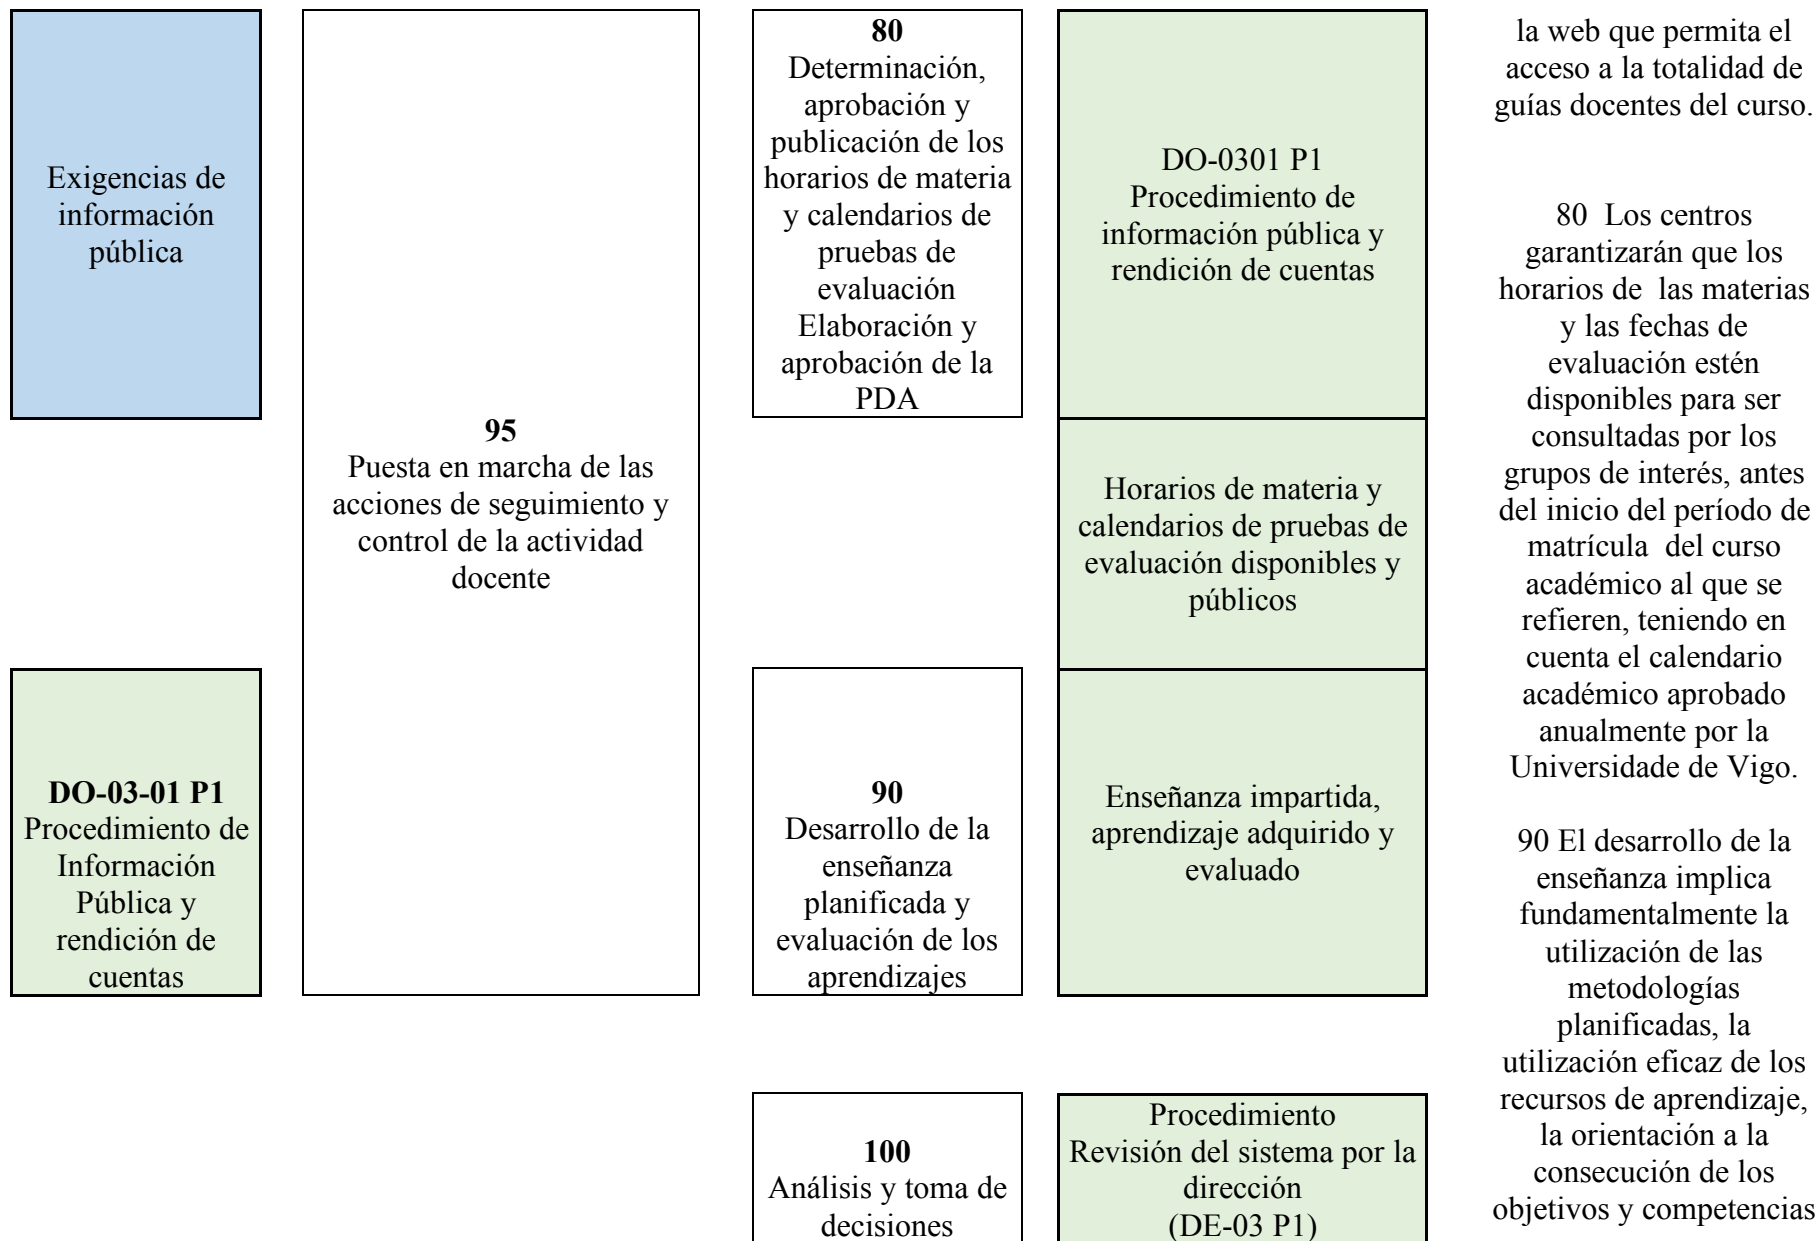 Exigencias de
información
pública
DO-03-01 P1
Procedimiento de
Información
Pública y
rendición de
cuentas
95
Puesta en marcha de las
acciones de seguimiento y
control de la actividad
docente
80
Determinación,
aprobación y
publicación de los
horarios de materia
y calendarios de
pruebas de
evaluación
Elaboración y
aprobación de la
PDA
90
Desarrollo de la
enseñanza
planificada y
evaluación de los
aprendizajes
100
Análisis y toma de
decisiones
DO-0301 P1
Procedimiento de
información pública y
rendición de cuentas
Horarios de materia y
calendarios de pruebas de
evaluación disponibles y
públicos
Enseñanza impartida,
aprendizaje adquirido y
evaluado
Procedimiento
Revisión del sistema por la
dirección
(DE-03 P1)
la web que permita el
acceso a la totalidad de
guías docentes del curso.
80 Los centros
garantizarán que los
horarios de las materias
y las fechas de
evaluación estén
disponibles para ser
consultadas por los
grupos de interés, antes
del inicio del período de
matrícula del curso
académico al que se
refieren, teniendo en
cuenta el calendario
académico aprobado
anualmente por la
Universidade de Vigo.
90 El desarrollo de la
enseñanza implica
fundamentalmente la
utilización de las
metodologías
planificadas, la
utilización eficaz de los
recursos de aprendizaje,
la orientación a la
consecución de los
objetivos y competencias